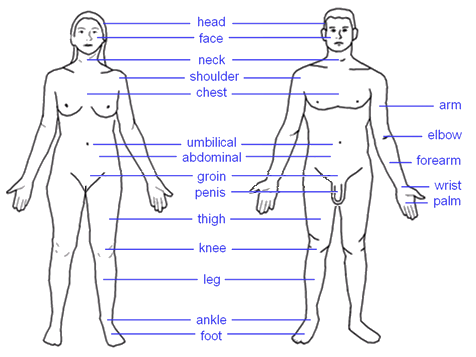 head
face
neck
shoulder
chest
arm
umbilical
elbow
abdominal
forearm
groin
wrist
penis
palm
thigh
knee
leg
ankle
foot